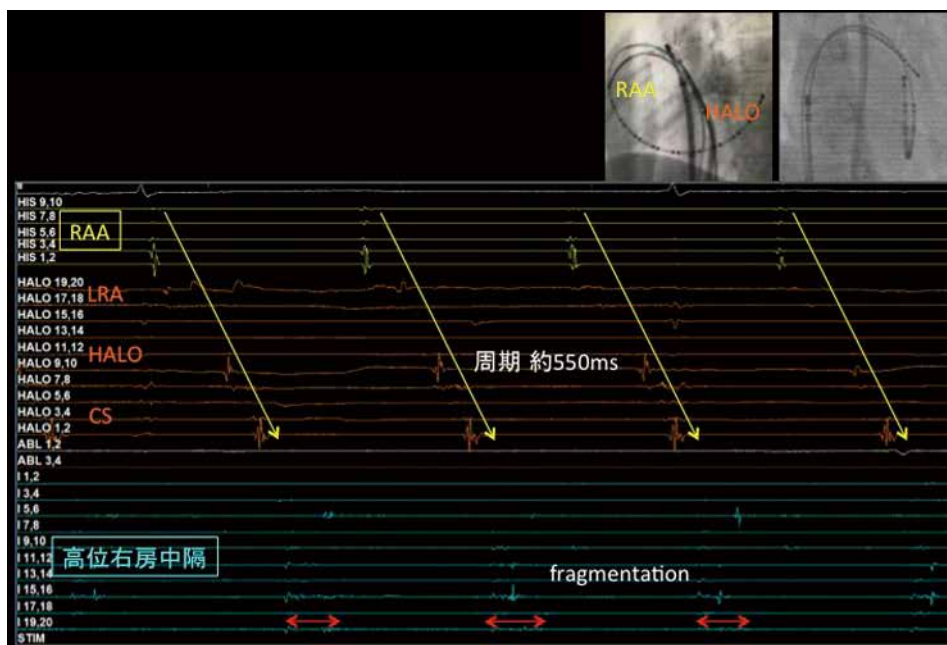 RAA
HALO
II
HIS 9,10
HIS 7,8
RAA
HIS 5,6
HIS 3,4
HIS 1,2
HALO 19,20
LRA
HALO 17,18
HALO 15,16
HALO 13,14
HALO 11,12
HALO
HALO 9,10
周期 約550ms
HALO 7,8
HALO 5,6
HALO 3,4
CS
HALO 1,2
ABL 1,2
ABL 3,4
I 1,2
I 3,4
I 5,6
I 7,8
I 9,10
高位右房中隔
I 11,12
I 13,14
fragmentation
I 15,16
I 17,18
I 19,20
STIM